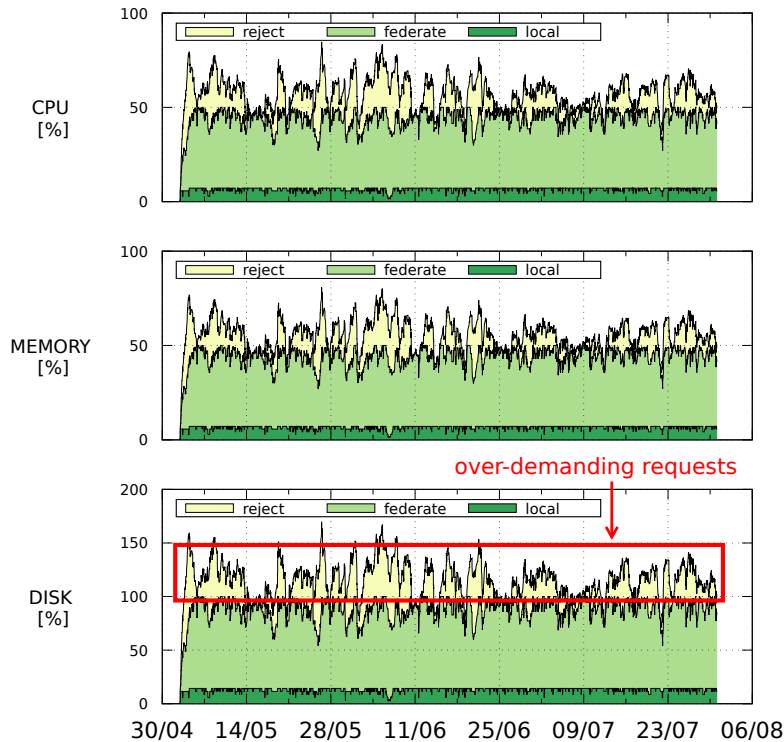 100
reject federate local
CPU
[%]
50
0
100
reject federate local
MEMORY
[%]
50
0
over-demanding requests
200
reject federate local
150
DISK
[%]
100
50
0
30/04 14/05 28/05 11/06 25/06 09/07 23/07 06/08